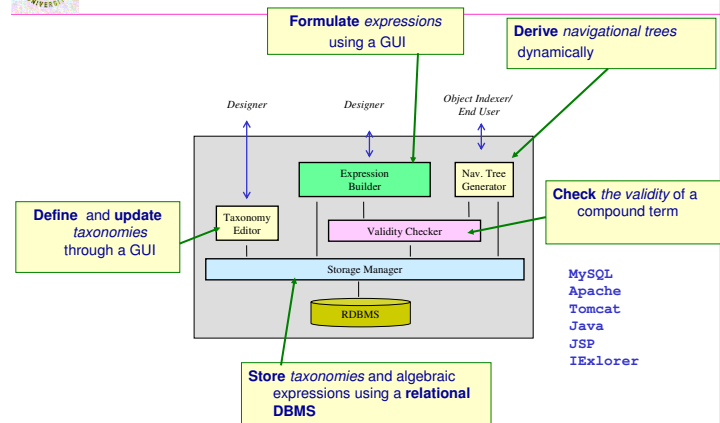 UNIVERSITY
Formulate expressions
using a GUI
Derive navigational trees
dynamically
Designer
Designer
Object Indexer/
End User
Expression
Builder
Nav. Tree
Generator
Check the validity of a
compound term
Define and update
taxonomies
through a GUI
Taxonomy
Editor
Validity Checker
Storage Manager
RDBMS
MySQL
Apache
Tomcat
Java
JSP
IExlorer
Store taxonomies and algebraic
expressions using a relational
DBMS